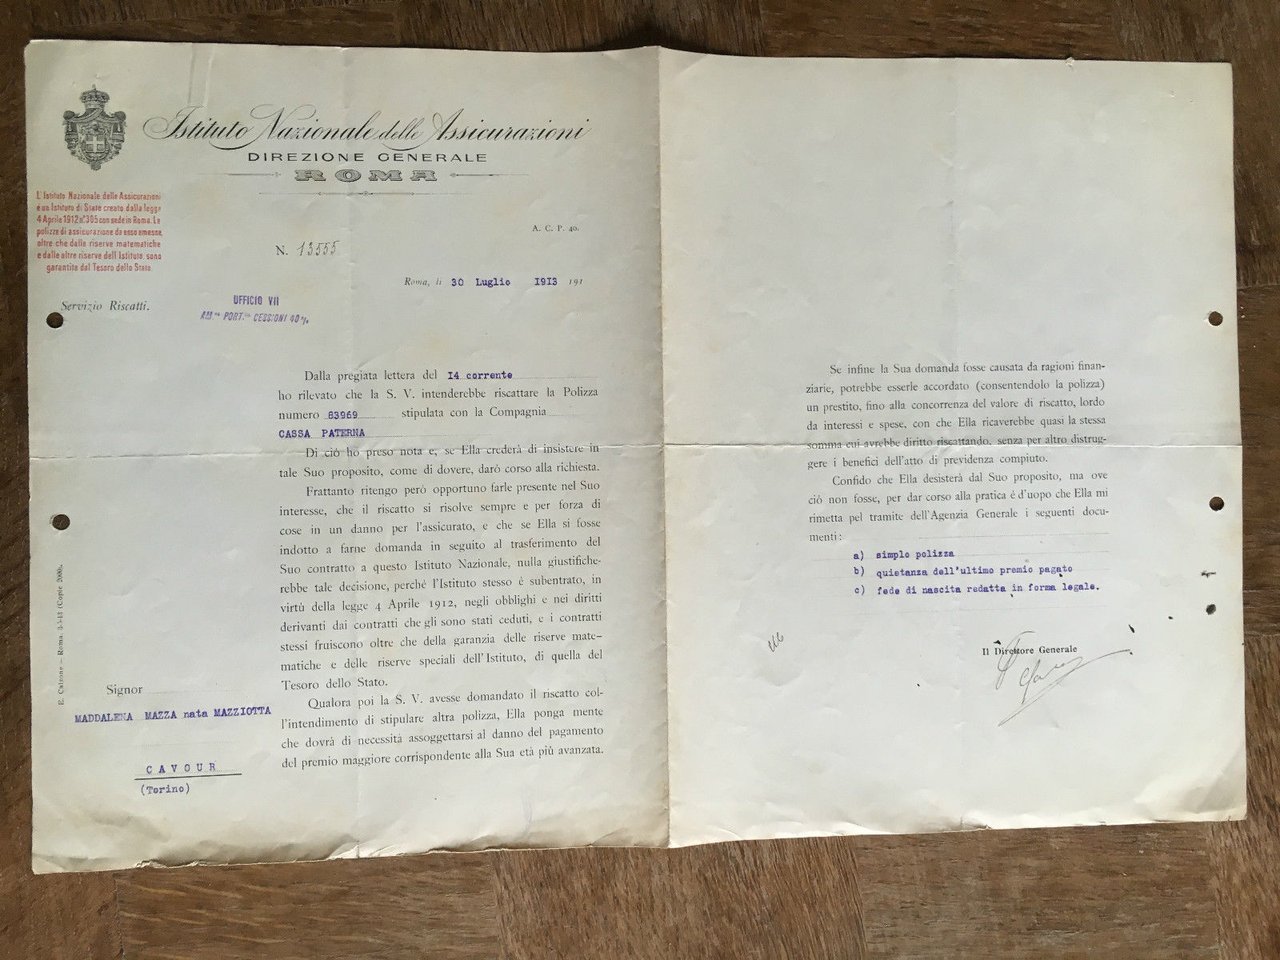 Istituto Nazionale delle Assicurazioni
DIREZIONE GENERALE
ROMA
L'Istituto Nazionale delle Assicurazioni
è un Istituto di Stato creato dalla legge
4 Aprile 1912 n.° 305 con sede in Roma. Le
polizze di assicurazione da esso emesse,
oltre che dalle riserve matematiche
e dalle altre riserve dell'Istituto, sono
garantite dal Tesoro dello Stato.
A. C. P. 40.
N. 13555
Roma, li 30 Luglio 1913 191
Servizio Riscatti.
UFFICIO VII
AM.ne PORT. CESSIONI 40%
Dalla pregiata lettera del 14 corrente
ho rilevato che la S. V. intenderebbe riscattare la Polizza
numero 83969 stipulata con la Compagnia
CASSA PATERNA
Di ciò ho preso nota e, se Ella crederà di insistere in
tale Suo proposito, come di dovere, darò corso alla richiesta.
Frattanto ritengo però opportuno farle presente nel Suo
interesse, che il riscatto si risolve sempre e per forza di
cose in un danno per l'assicurato, e che se Ella si fosse
indotto a farne domanda in seguito al trasferimento del
Suo contratto a questo Istituto Nazionale, nulla giustifiche-
rebbe tale decisione, perché l'Istituto stesso è subentrato, in
virtù della legge 4 Aprile 1912, negli obblighi e nei diritti
derivanti dai contratti che gli sono stati ceduti, e i contratti
stessi fruiscono oltre che della garanzia delle riserve mate-
matiche e delle riserve speciali dell'Istituto, di quella del
Tesoro dello Stato.
Qualora poi la S. V. avesse domandato il riscatto col-
l'intendimento di stipulare altra polizza, Ella ponga mente
che dovrà di necessità assoggettarsi al danno del pagamento
del premio maggiore corrispondente alla Sua età più avanzata.
E. Calzone - Roma, 3-5-13 (Copie 2000).
Signor
MADDALENA MAZZA nata MAZZIOTTA
CAVOUR
(Torino)
Se infine la Sua domanda fosse causata da ragioni finan-
ziarie, potrebbe esserle accordato (consentendolo la polizza)
un prestito, fino alla concorrenza del valore di riscatto, lordo
da interessi e spese, con che Ella ricaverebbe quasi la stessa
somma cui avrebbe diritto riscattando, senza per altro distrug-
gere i benefici dell'atto di previdenza compiuto.
Confido che Ella desisterà dal Suo proposito, ma ove
ciò non fosse, per dar corso alla pratica é d'uopo che Ella mi
rimetta pel tramite dell'Agenzia Generale i seguenti docu-
menti:
a) simplo polizza
b) quietanza dell'ultimo premio pagato
c) fede di nascita redatta in forma legale.
Il Direttore Generale